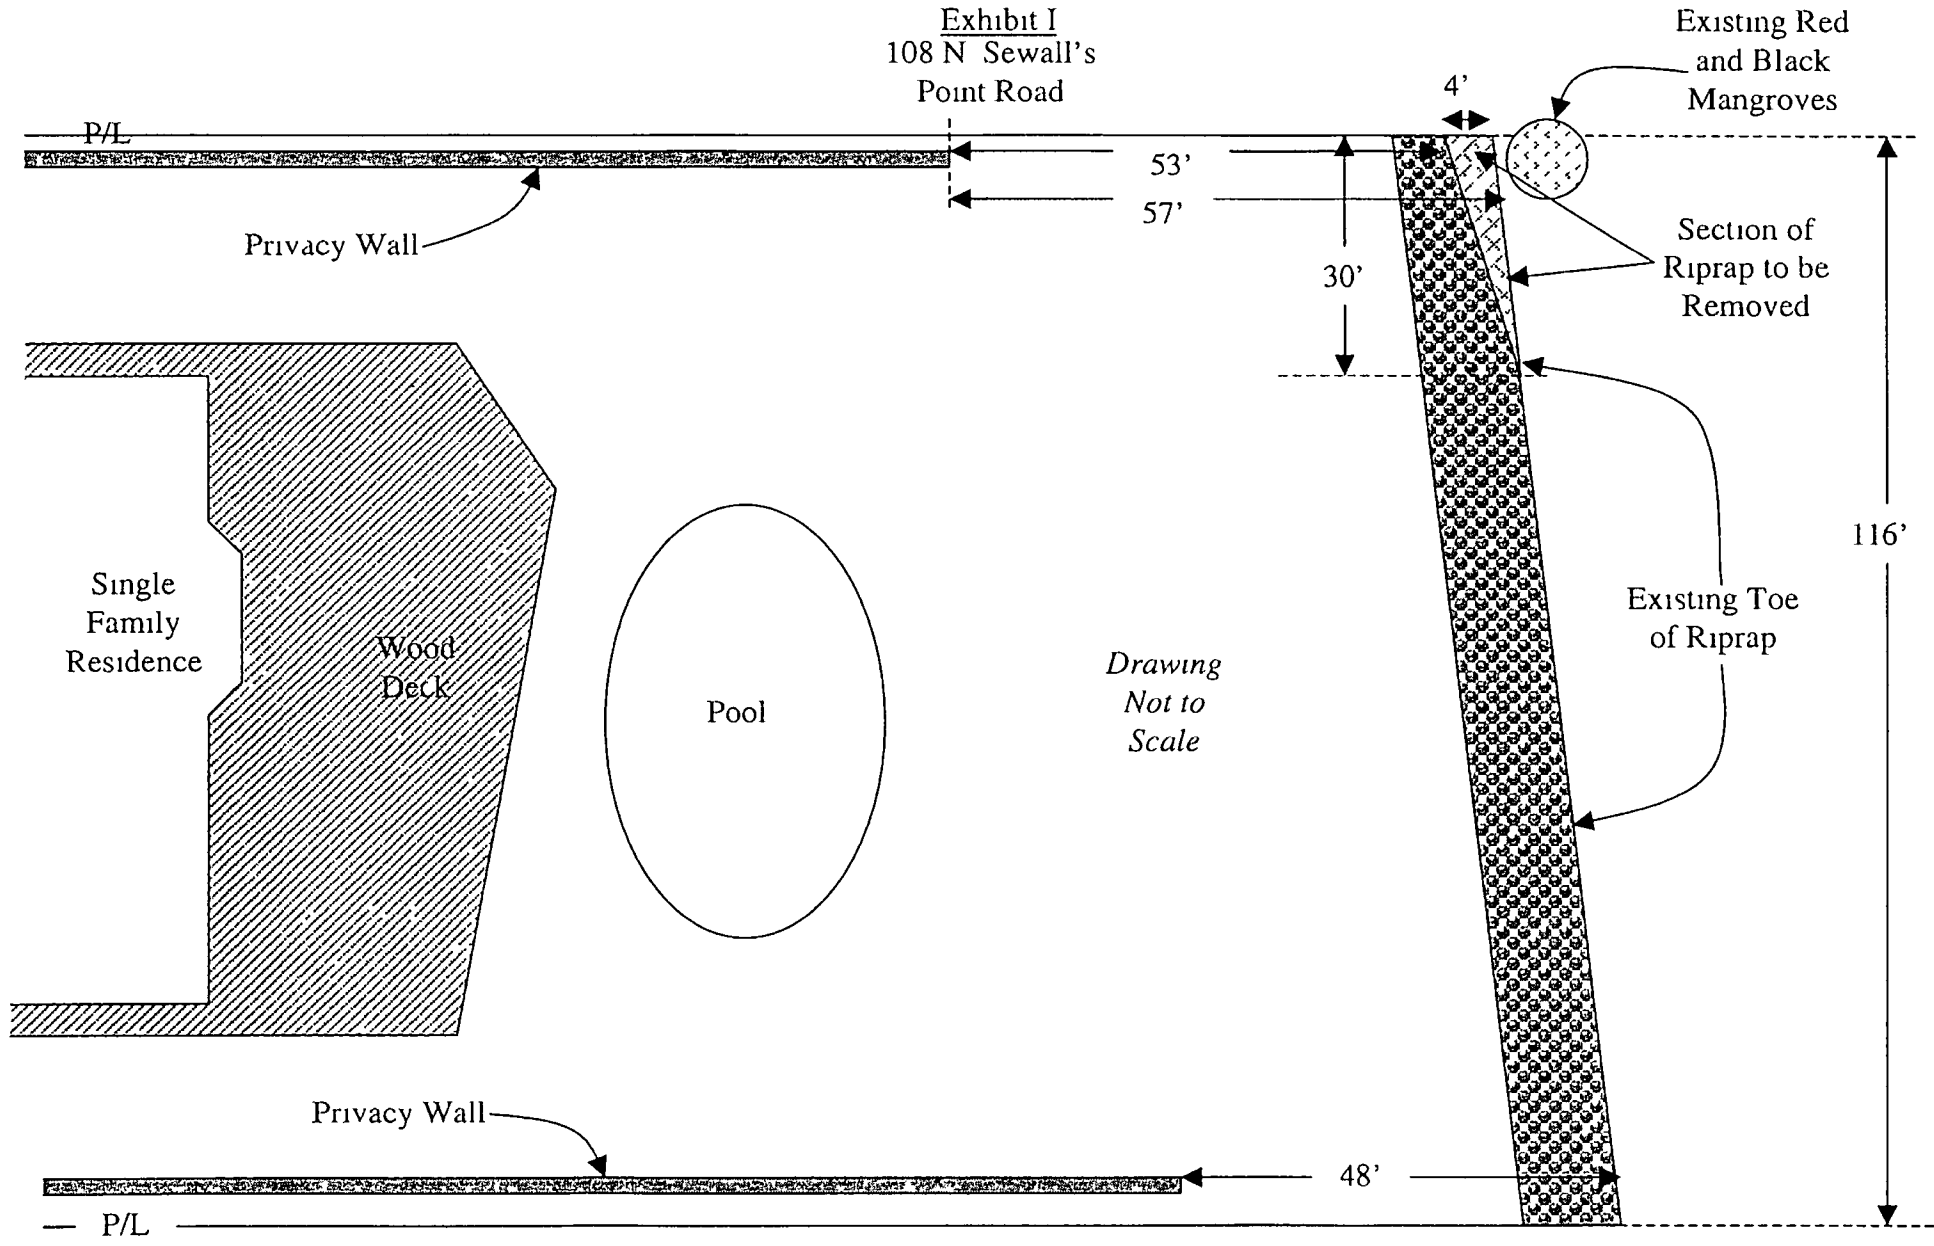 Exhibit I
108 N Sewall's
Point Road
Existing Red
and Black
Mangroves
4'
P/L
53'
57'
Privacy Wall
30'
Section of
Riprap to be
Removed
116'
Single
Family
Residence
Wood
Deck
Pool
Drawing
Not to
Scale
Existing Toe
of Riprap
Privacy Wall
48'
P/L